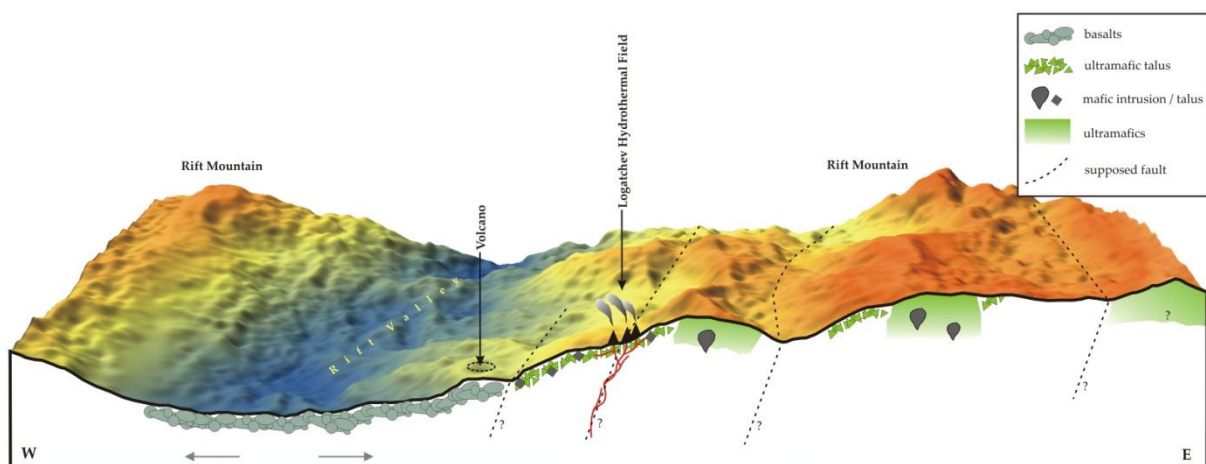 basalts
ultramafic talus
mafic intrusion / talus
ultramafics
supposed fault
Rift Mountain
Volcano
Logatchev Hydrothermal Field
Rift Mountain
Rift Valley
?
?
?
?
?
W
E